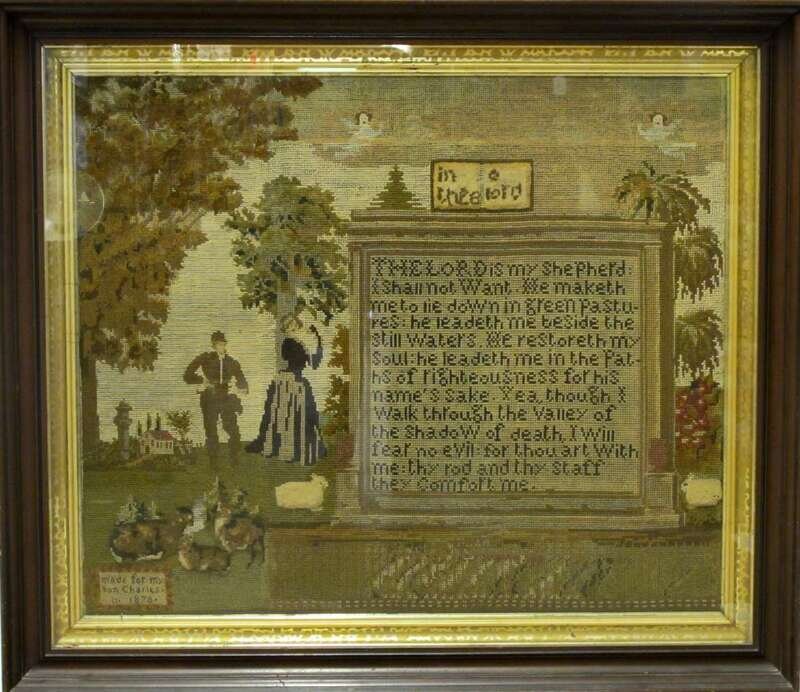 in o
thee lord
THE LORD is my Shepherd:
I Shall not Want. He maketh
me to lie down in green Pastu-
res: he leadeth me beside the
Still Waters. HE restoreth my
Soul: he leadeth me in the Pat-
hs of righteousness for his
name's Sake. Yea, though I
Walk through the Valley of
the Shadow of death, I Will
fear no evil: for thou art With
me: thy rod and thy Staff
they Comfort me.
made for my
son Charles
in 1870.